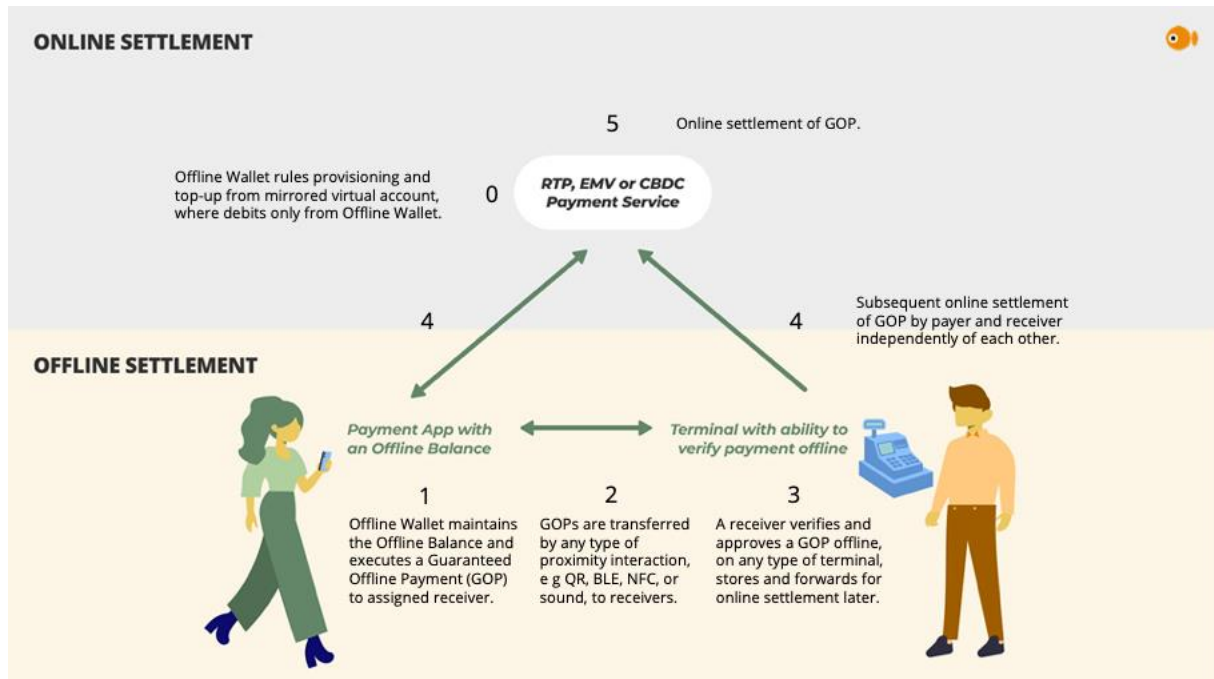 ONLINE SETTLEMENT
5
Online settlement of GOP.
Offline Wallet rules provisioning and
top-up from mirrored virtual account,
where debits only from Offline Wallet.
0
RTP, EMV or CBDC
Payment Service
4
4
Subsequent online settlement
of GOP by payer and receiver
independently of each other.
OFFLINE SETTLEMENT
Payment App with
an Offline Balance
Terminal with ability to
verify payment offline
1
Offline Wallet maintains
the Offline Balance and
executes a Guaranteed
Offline Payment (GOP)
to assigned receiver.
2
GOPs are transferred
by any type of
proximity interaction,
e g QR, BLE, NFC, or
sound, to receivers.
3
A receiver verifies and
approves a GOP offline,
on any type of terminal,
stores and forwards for
online settlement later.